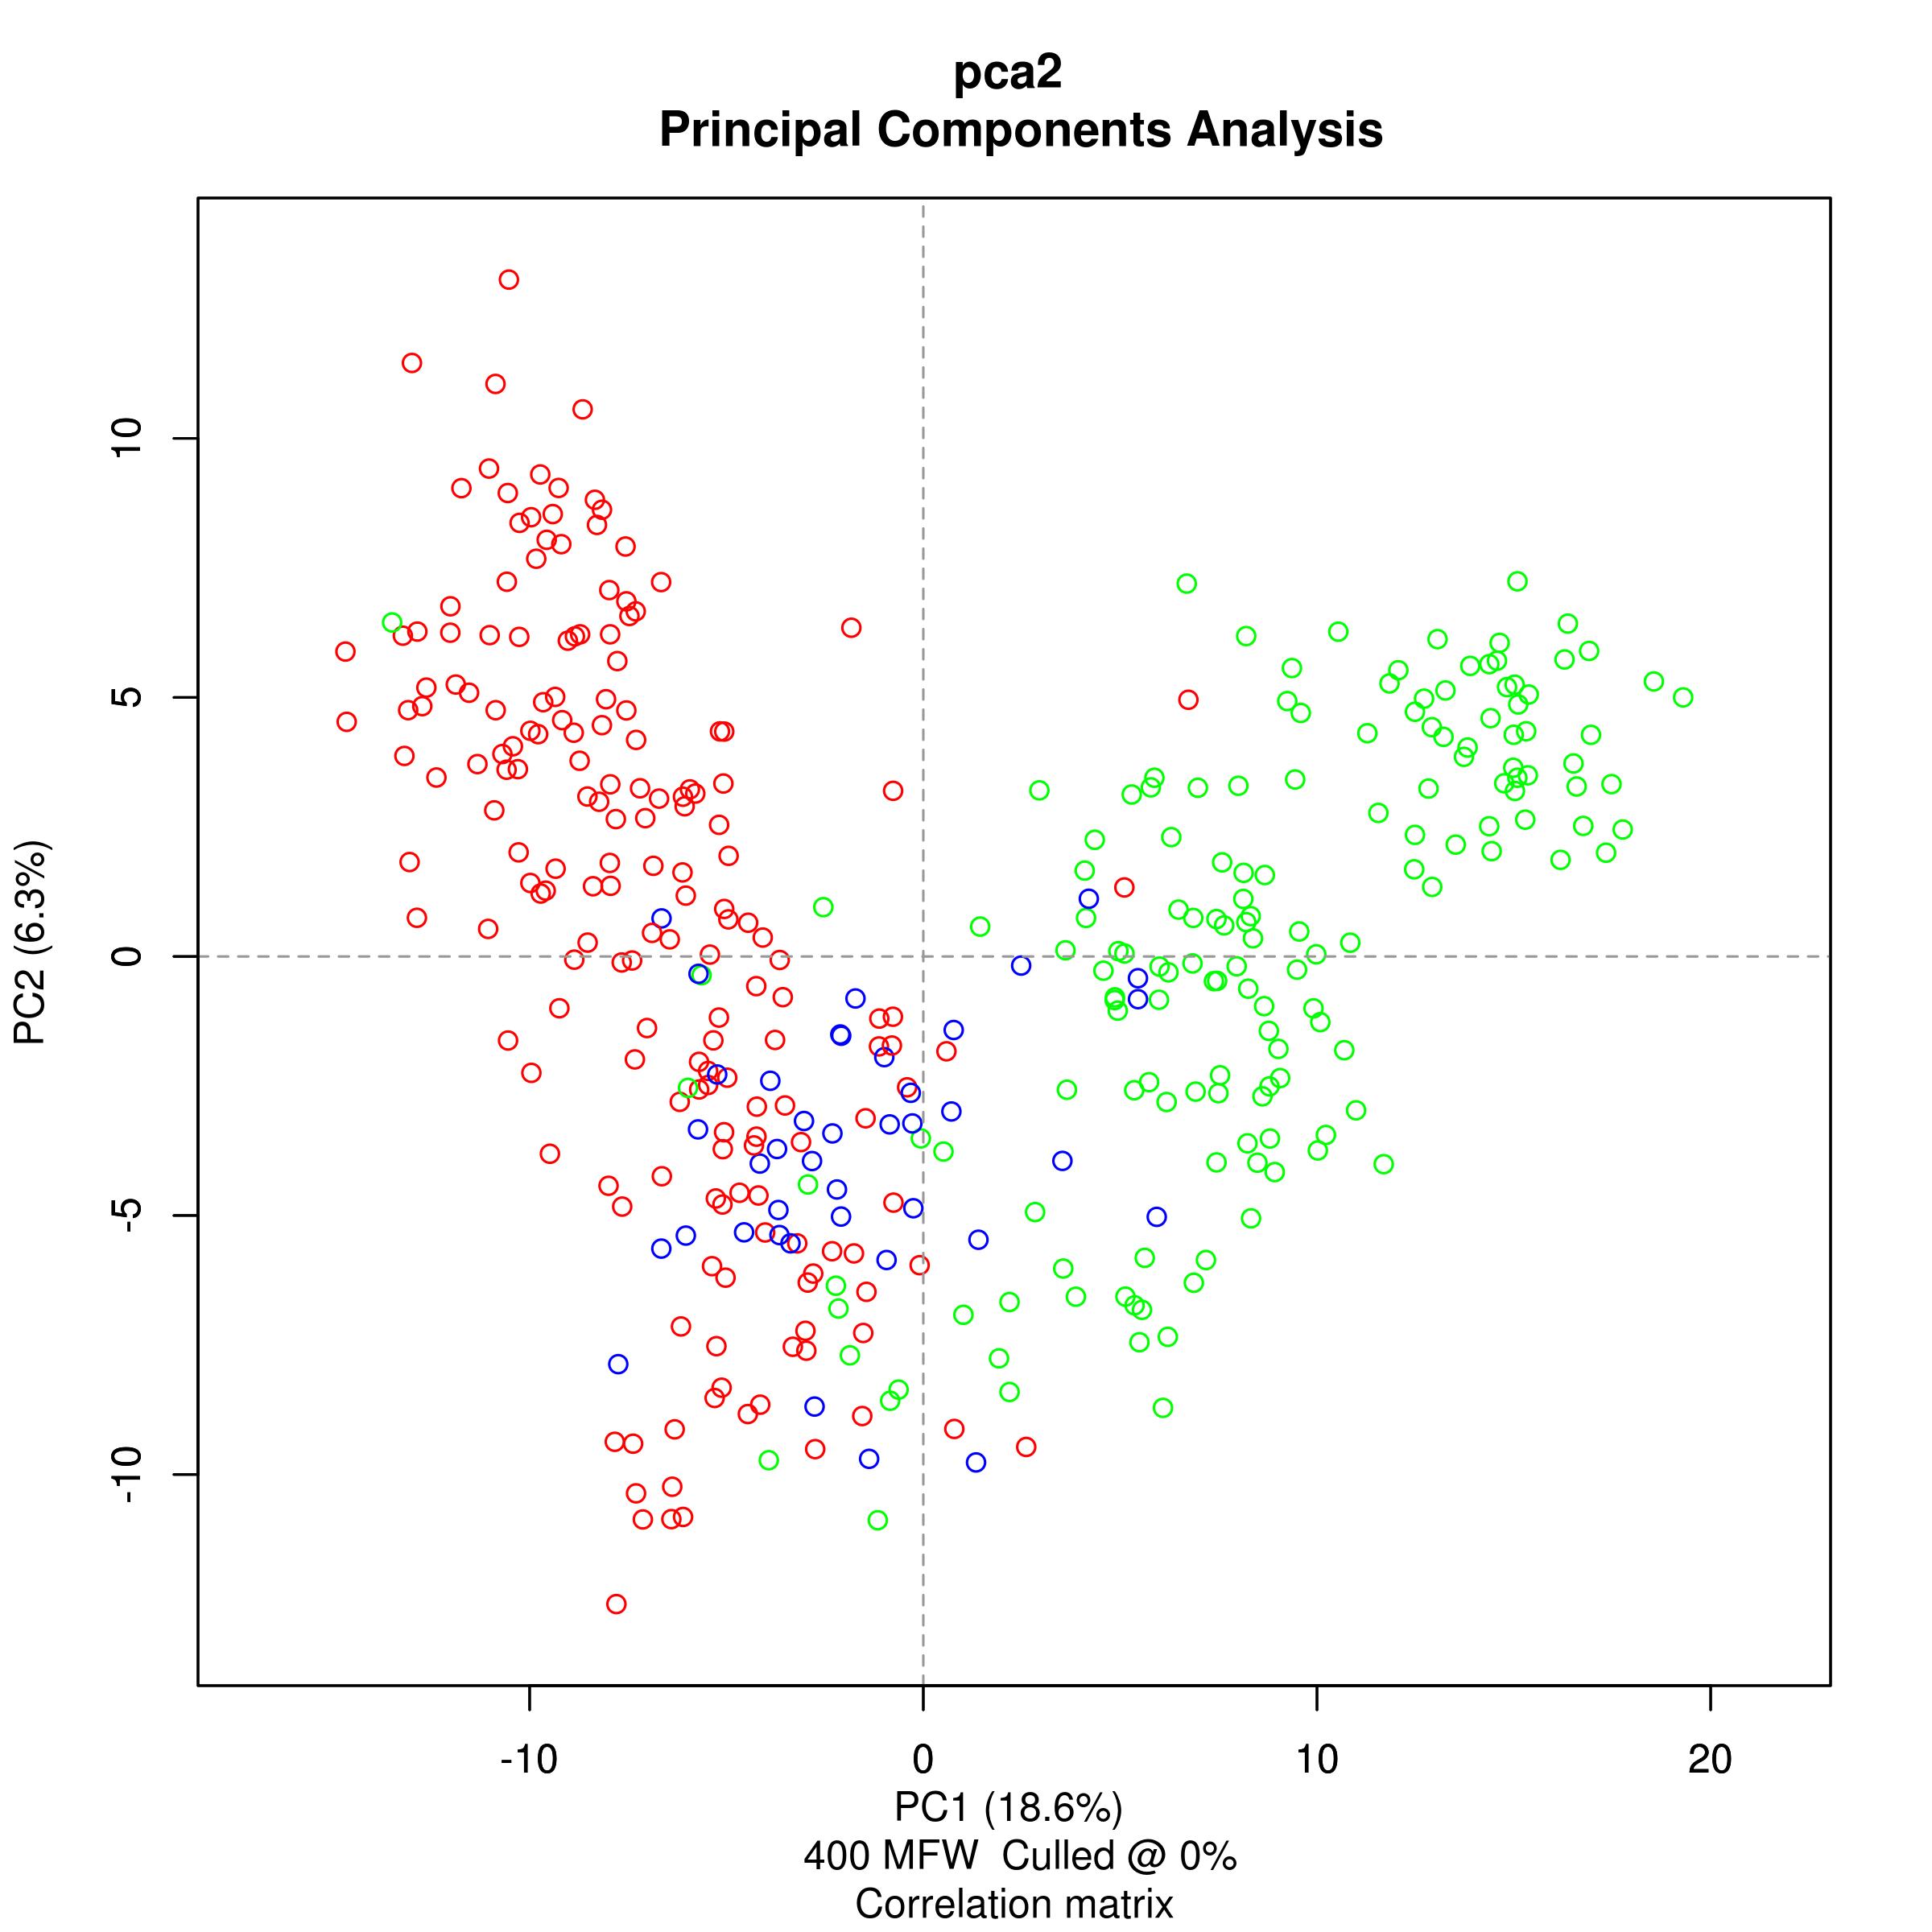 pca2
Principal Components Analysis
10
5
0
-5
-10
PC2 (6.3%)
-10 0 10 20
PC1 (18.6%)
400 MFW  Culled @ 0%
Correlation matrix